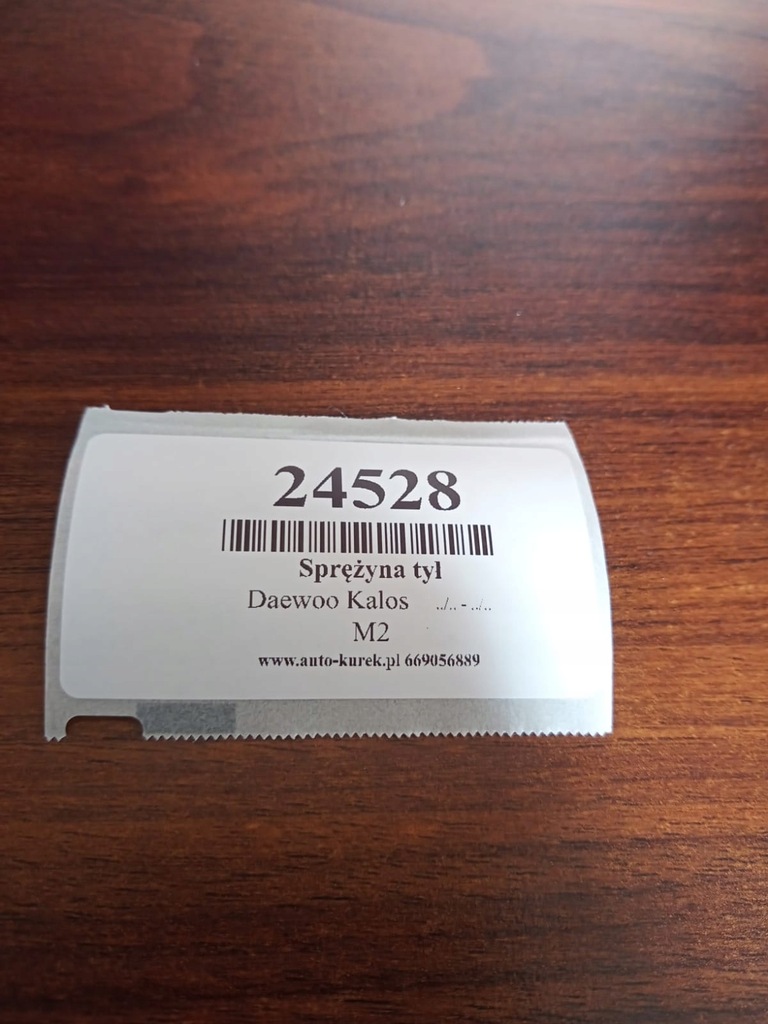 24528
Sprężyna tył
Daewoo Kalos ../.. - ../..
M2
www.auto-kurek.pl 669056889